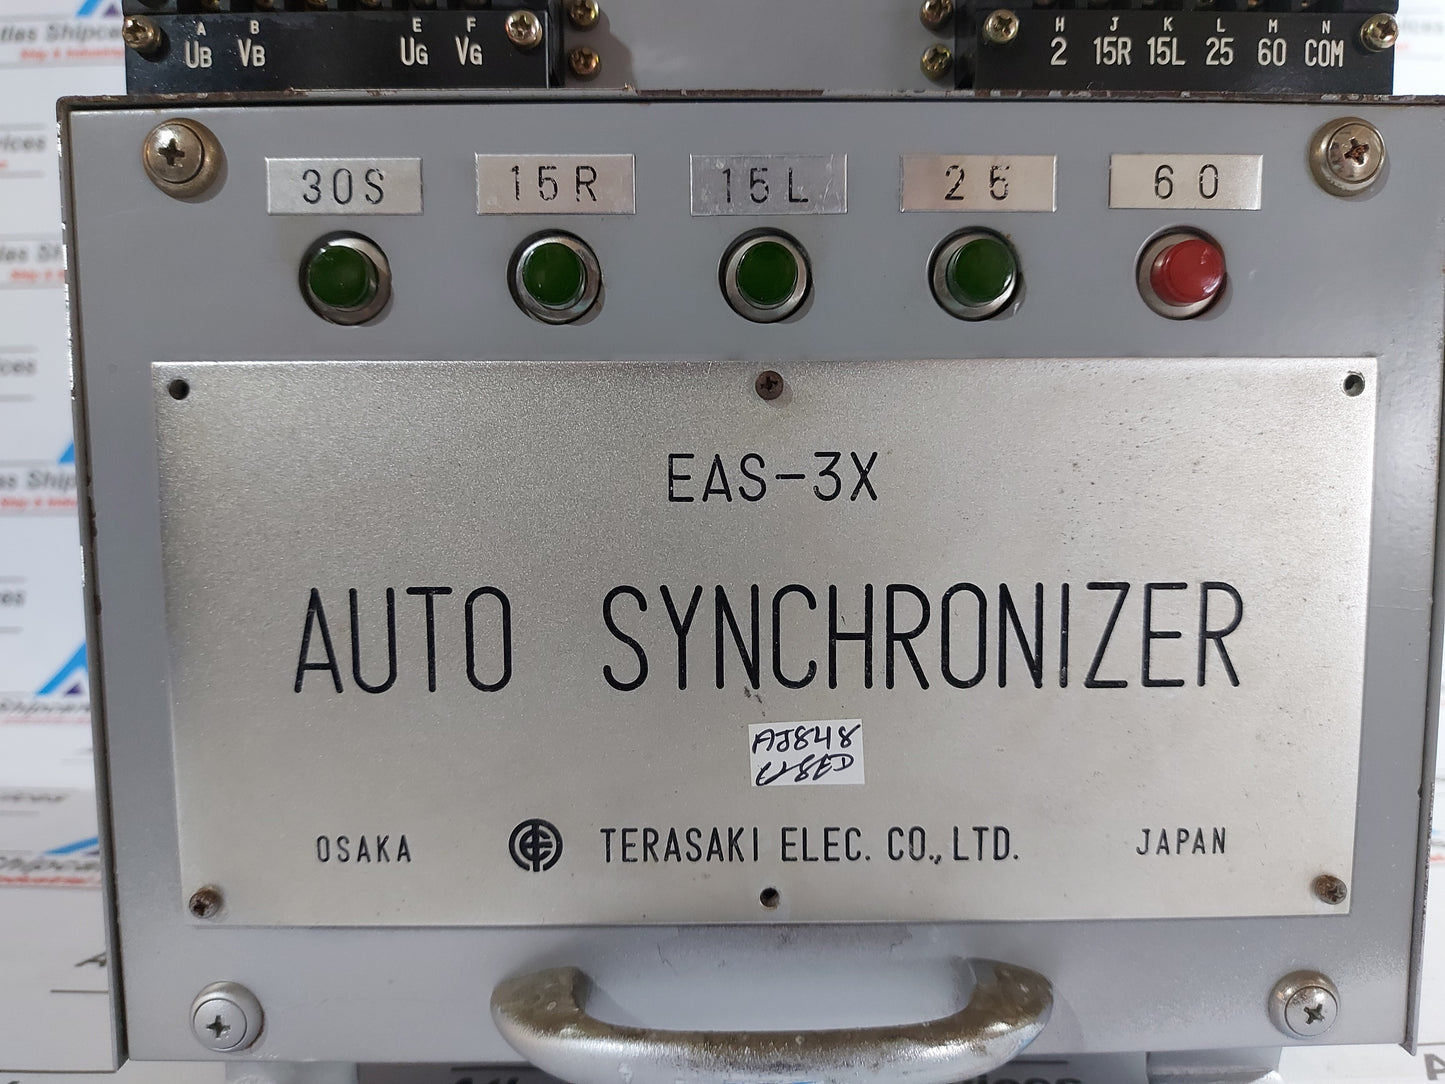 A B E F
UB VB UG VG
H J K L M N
2 15R 15L 25 60 COM
30S 15R 15L 25 60
EAS-3X
AUTO SYNCHRONIZER
AJ848
USED
OSAKA TERASAKI ELEC. CO., LTD. JAPAN